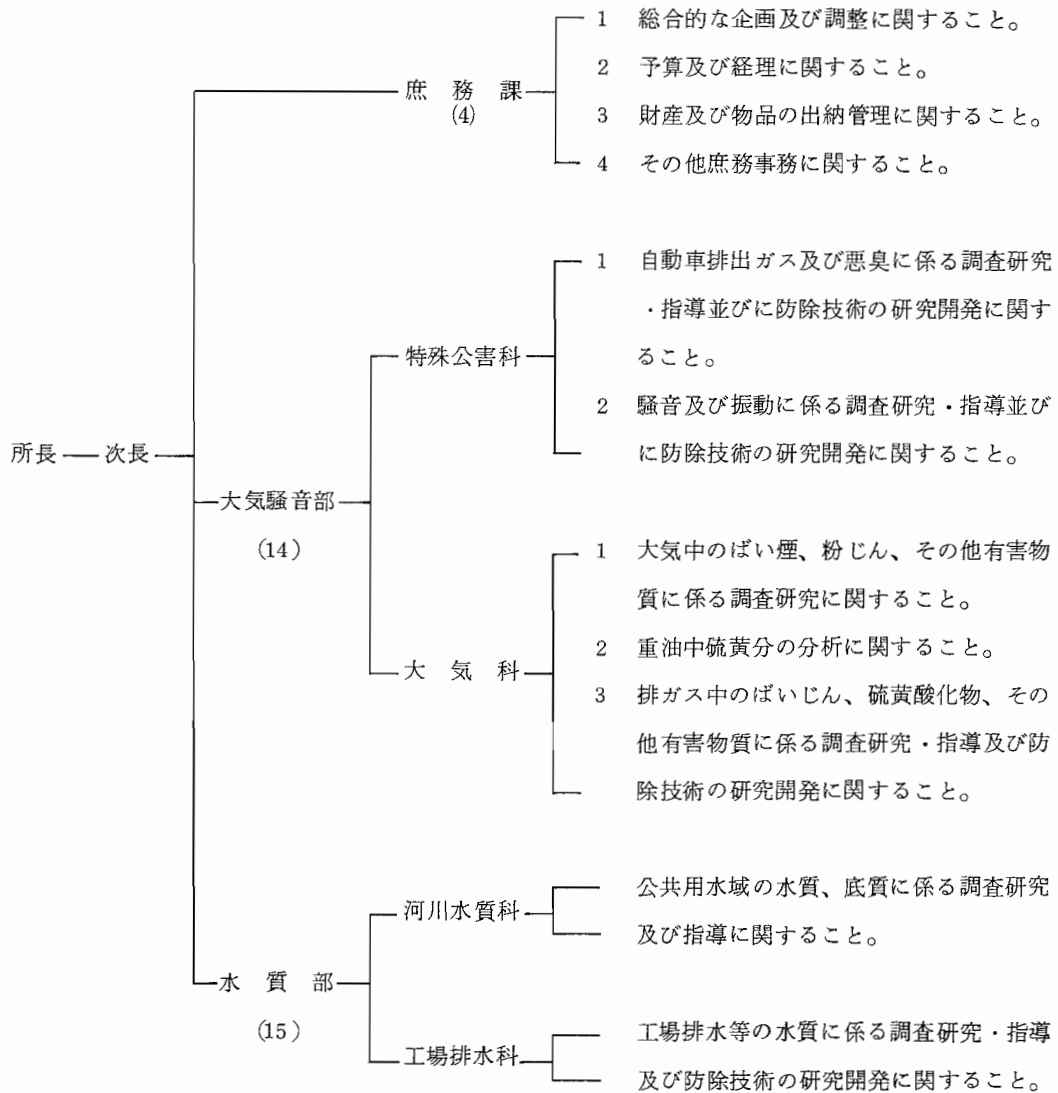 1 総合的な企画及び調整に関すること。
2 予算及び経理に関すること。
庶務課
(4)
3 財産及び物品の出納管理に関すること。
4 その他庶務事務に関すること。
1 自動車排出ガス及び悪臭に係る調査研究
・指導並びに防除技術の研究開発に関す
ること。
特殊公害科
2 騒音及び振動に係る調査研究・指導並び
に防除技術の研究開発に関すること。
所長
次長
大気騒音部
(14)
1 大気中のばい煙、粉じん、その他有害物
質に係る調査研究に関すること。
2 重油中硫黄分の分析に関すること。
大気科
3 排ガス中のばいじん、硫黄酸化物、その
他有害物質に係る調査研究・指導及び防
除技術の研究開発に関すること。
公共用水域の水質、底質に係る調査研究
河川水質科
及び指導に関すること。
水質部
(15)
工場排水等の水質に係る調査研究・指導
工場排水科
及び防除技術の研究開発に関すること。